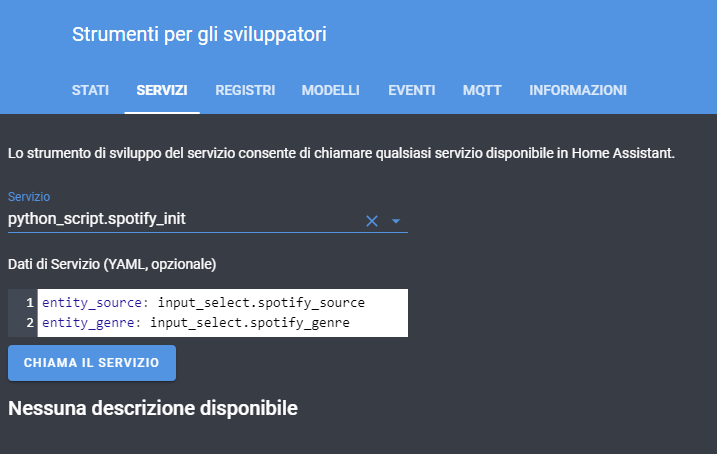 Strumenti per gli sviluppatori
STATI SERVIZI REGISTRI MODELLI EVENTI MQTT INFORMAZIONI
Lo strumento di sviluppo del servizio consente di chiamare qualsiasi servizio disponibile in Home Assistant.
Servizio
python_script.spotify_init
Dati di Servizio (YAML, opzionale)
1 entity_source: input_select.spotify_source
2 entity_genre: input_select.spotify_genre
CHIAMA IL SERVIZIO
Nessuna descrizione disponibile